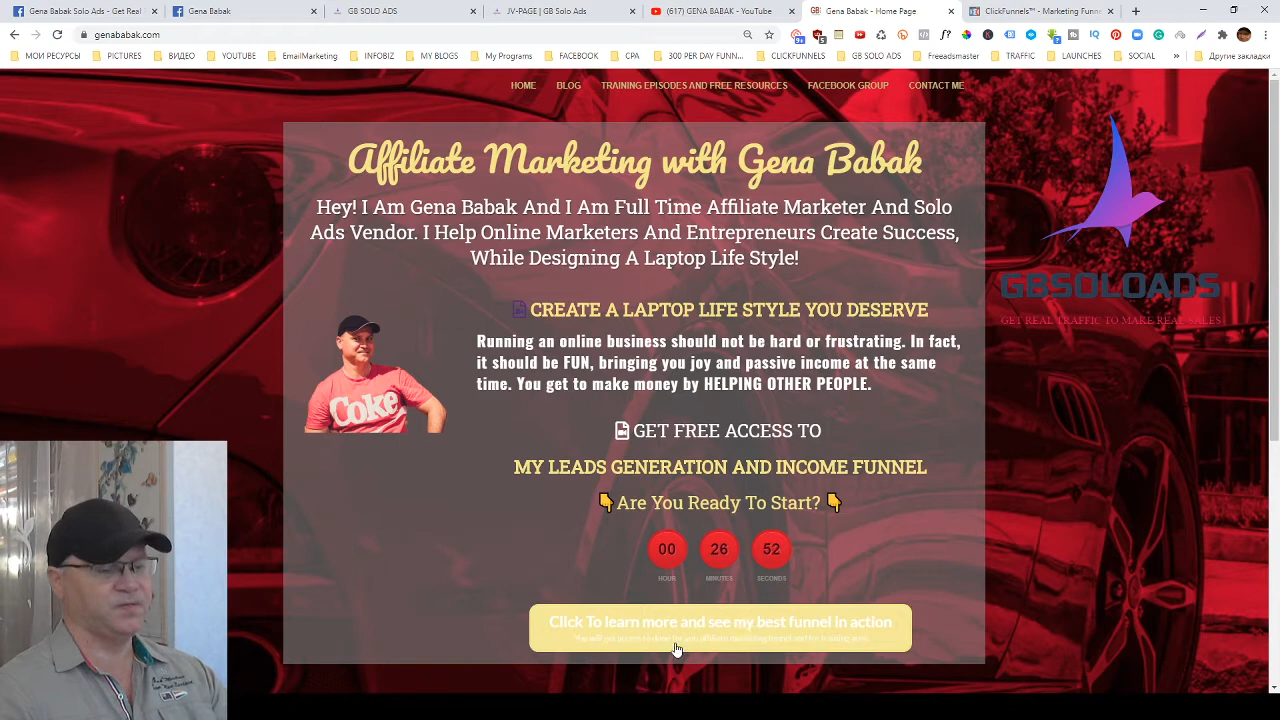 Gena Babak Solo Ads
Gena Babak
GB SOLO ADS
JV-PAGE | GB Solo Ads
(617) GENA BABAK - YouTube
Gena Babak - Home Page
ClickFunnels™ - Marketing Funn
genababak.com
МОИ РЕСУРСЫ
PICTURES
ВИДЕО
YOUTUBE
EmailMarketing
INFOBIZ
MY BLOGS
My Programs
FACEBOOK
CPA
300 PER DAY FUNN...
CLICKFUNNELS
GB SOLO ADS
Freeadsmaster
TRAFFIC
LAUNCHES
SOCIAL
»
Другие закладки
HOME
BLOG
TRAINING EPISODES AND FREE RESOURCES
FACEBOOK GROUP
CONTACT ME
Affiliate Marketing with Gena Babak
Hey! I Am Gena Babak And I Am Full Time Affiliate Marketer And Solo
Ads Vendor. I Help Online Marketers And Entrepreneurs Create Success,
While Designing A Laptop Life Style!
GBSOLOADS
GET REAL TRAFFIC TO MAKE REAL SALES
CREATE A LAPTOP LIFE STYLE YOU DESERVE
Running an online business should not be hard or frustrating. In fact,
it should be FUN, bringing you joy and passive income at the same
time. You get to make money by HELPING OTHER PEOPLE.
Coke
GET FREE ACCESS TO
MY LEADS GENERATION AND INCOME FUNNEL
👇Are You Ready To Start? 👇
00 26 52
HOUR MINUTES SECONDS
Click To learn more and see my best funnel in action